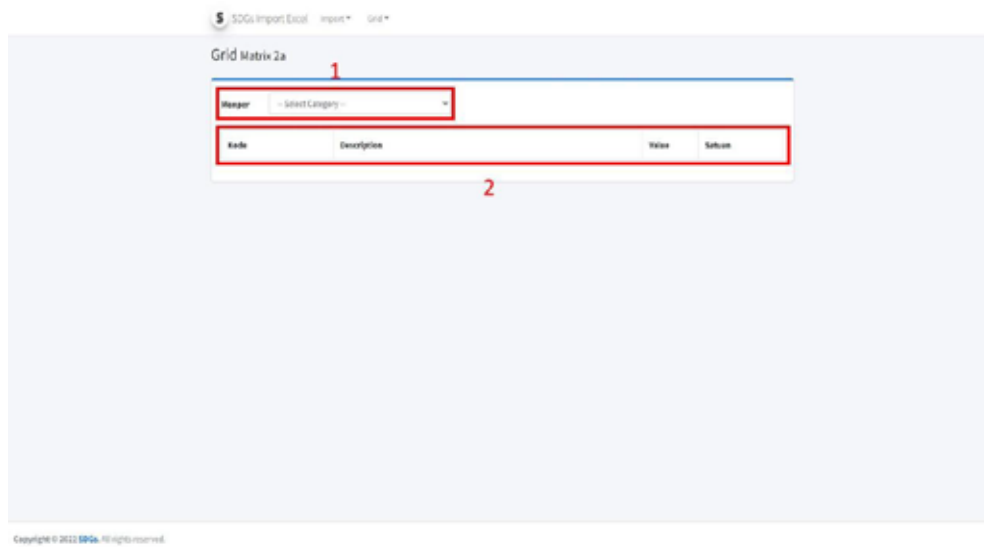 S SDGs Import Excel Import Grid
Grid Matrix 2a
1
-- Select Category --
Kode Description Value Satuan
2
Copyright © 2022 SDGs. All rights reserved.